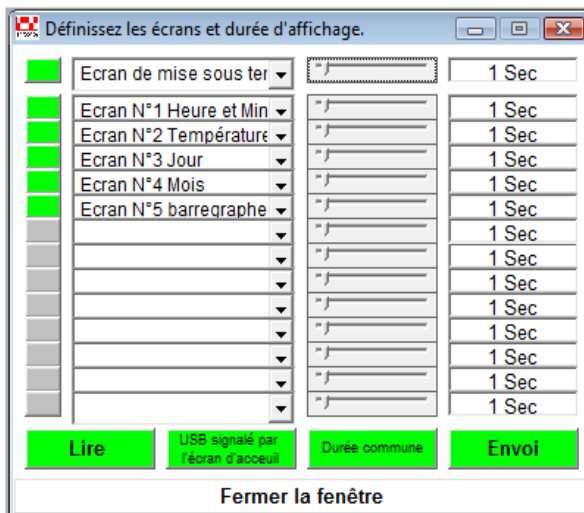 Définissez les écrans et durée d'affichage.
Ecran de mise sous ter 1 Sec
Ecran N°1 Heure et Min 1 Sec
Ecran N°2 Température 1 Sec
Ecran N°3 Jour 1 Sec
Ecran N°4 Mois 1 Sec
Ecran N°5 barregraphe 1 Sec
1 Sec
1 Sec
1 Sec
1 Sec
1 Sec
1 Sec
1 Sec
1 Sec
Lire
USB signalé par
l'écran d'acceuil
Durée commune
Envoi
Fermer la fenêtre